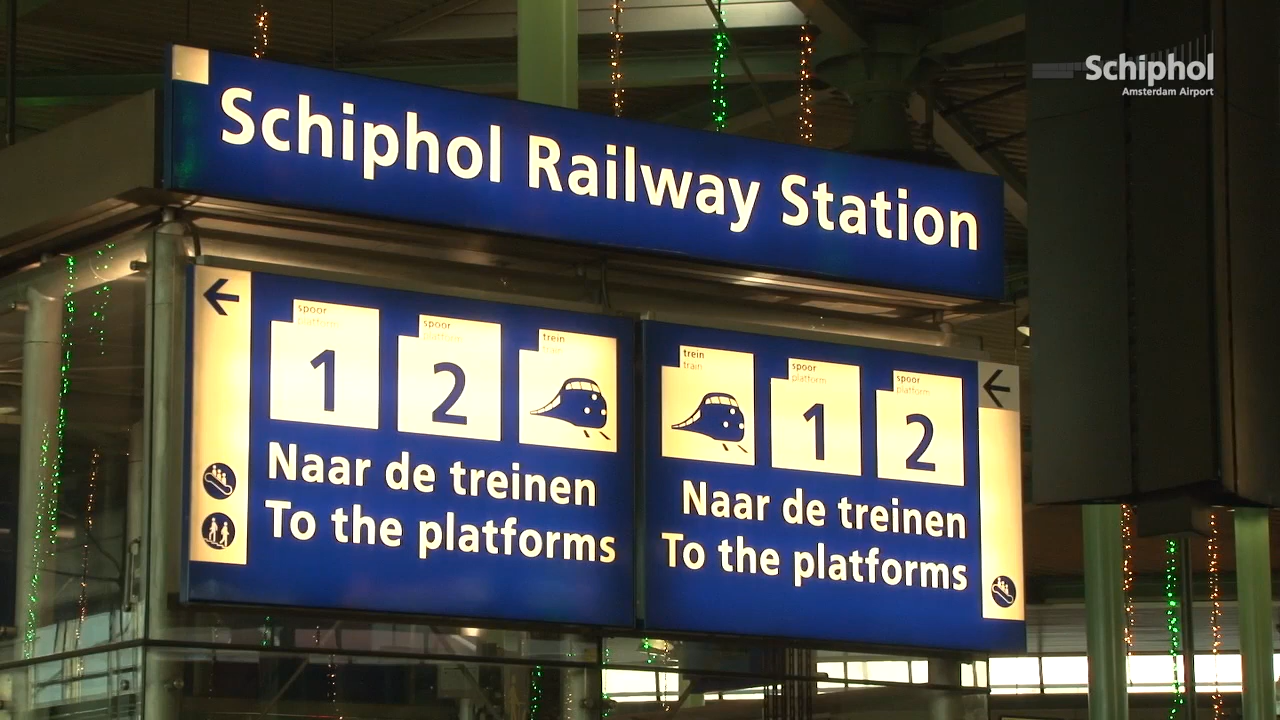 Schiphol
Amsterdam Airport
Schiphol Railway Station
spoor
platform
1
spoor
platform
2
trein
train
Naar de treinen
To the platforms
trein
train
spoor
platform
1
spoor
platform
2
Naar de treinen
To the platforms